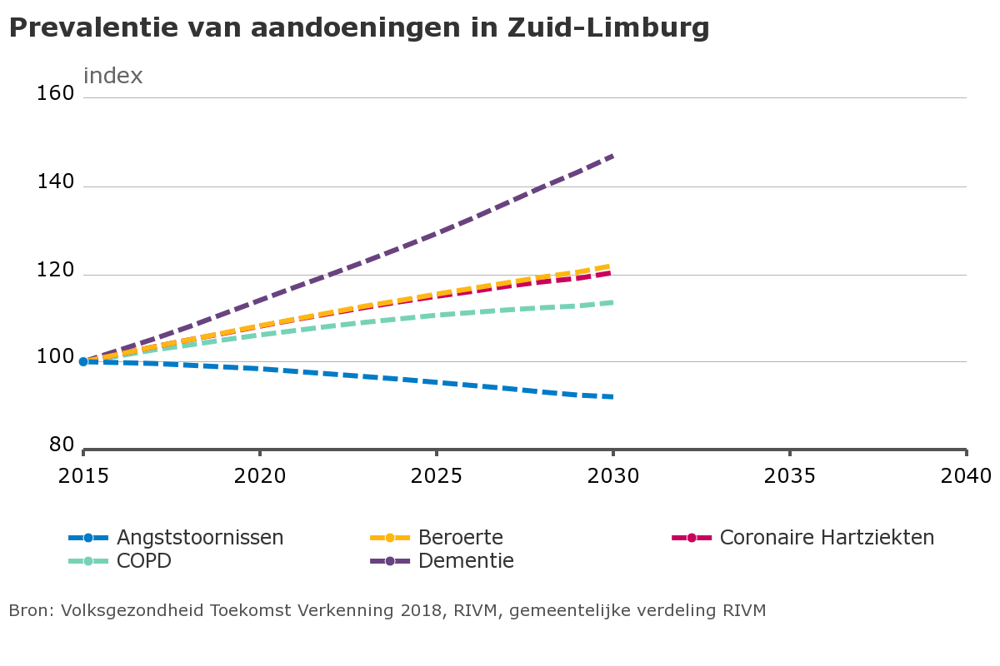 Prevalentie van aandoeningen in Zuid–Limburg
index
160
140
120
100
80
2015 2020 2025 2030 2035 2040
Angststoornissen Beroerte Coronaire Hartziekten
COPD Dementie
Bron: Volksgezondheid Toekomst Verkenning 2018, RIVM, gemeentelijke verdeling RIVM